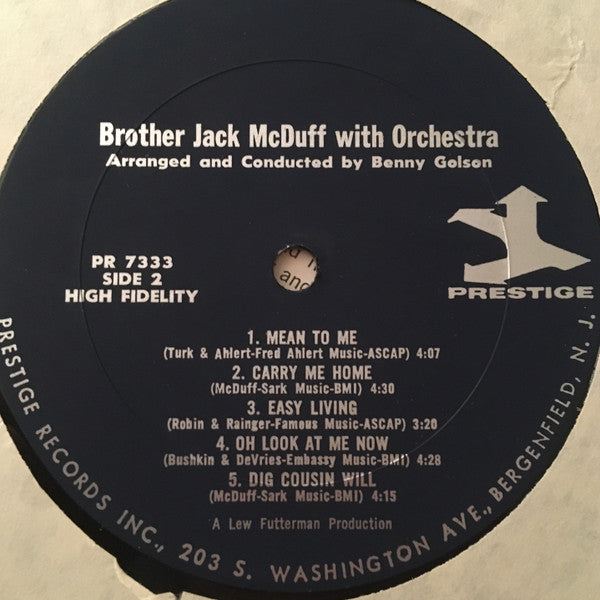 Brother Jack McDuff with Orchestra
Arranged and Conducted by Benny Golson
PR 7333
SIDE 2
HIGH FIDELITY
and
PRESTIGE
1. MEAN TO ME
(Turk & Ahlert-Fred Ahlert Music-ASCAP) 4:07
2. CARRY ME HOME
(McDuff-Sark Music-BMI) 4:30
3. EASY LIVING
(Robin & Rainger-Famous Music-ASCAP) 3:20
4. OH LOOK AT ME NOW
(Bushkin & DeVries-Embassy Music-BMI) 4:28
5. DIG COUSIN WILL
(McDuff-Sark Music-BMI) 4:15
A Lew Futterman Production
PRESTIGE RECORDS INC., 203 S. WASHINGTON AVE., BERGENFIELD, N. J.